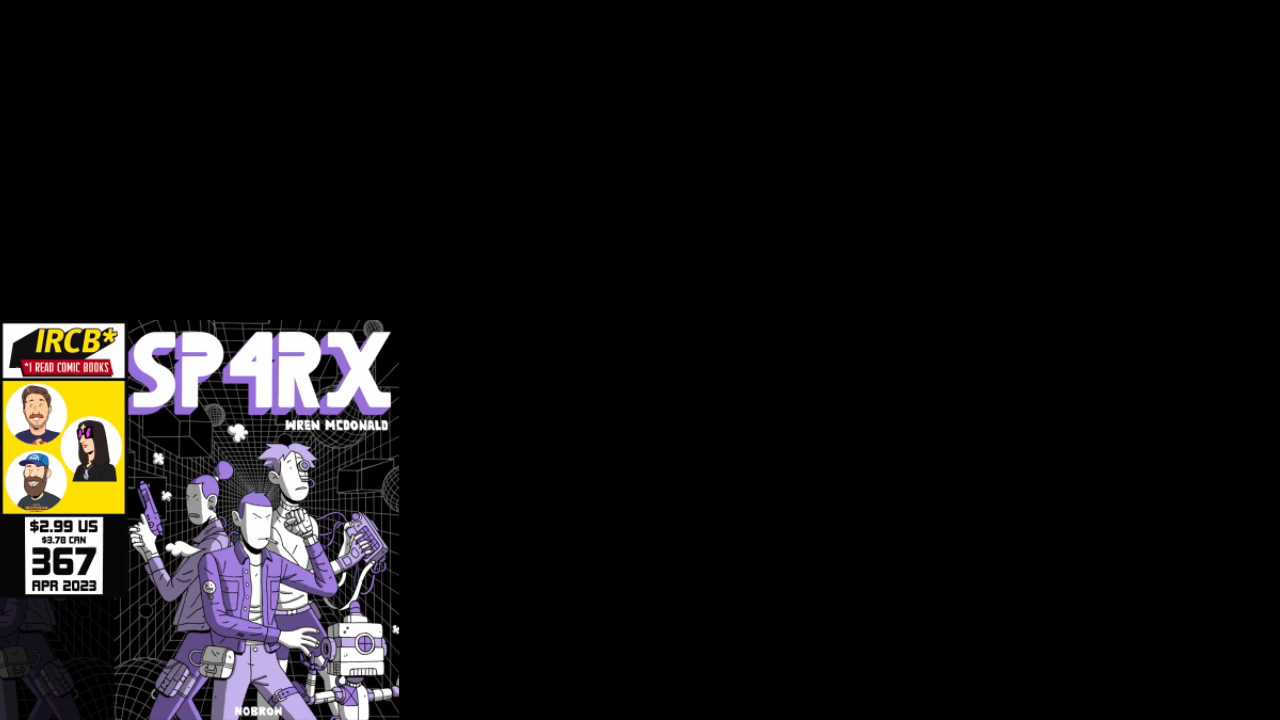 IRCB*
*I READ COMIC BOOKS
SP4RX
WREN MCDONALD
$2.99 US
$3.78 CAN
367
APR 2023
NOBROW